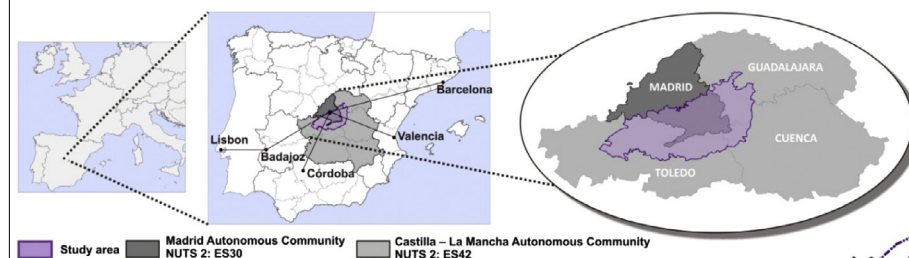 Barcelona
Lisbon
Valencia
Badajoz
Córdoba
GUADALAJARA
MADRID
CUENCA
TOLEDO
Study area
Madrid Autonomous Community
NUTS 2: ES30
Castilla – La Mancha Autonomous Community
NUTS 2: ES42